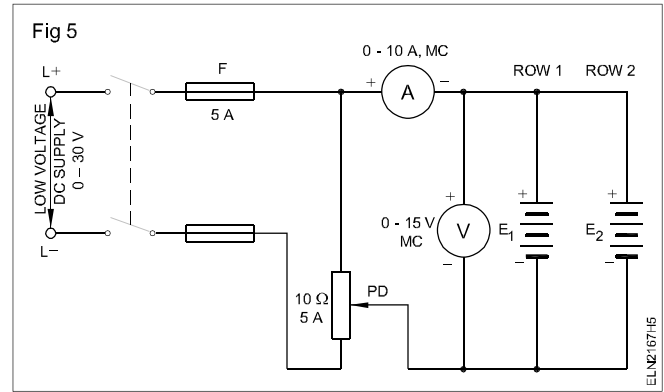 Fig 5
L+
LOW VOLTAGE
DC SUPPLY
0 – 30 V
L–
F
5 A
0 - 10 A, MC
+
A
–
ROW 1
ROW 2
+
V
–
0 - 15 V
MC
+
E1
–
+
E2
–
10 Ω
5 A
PD
ELN2167H5